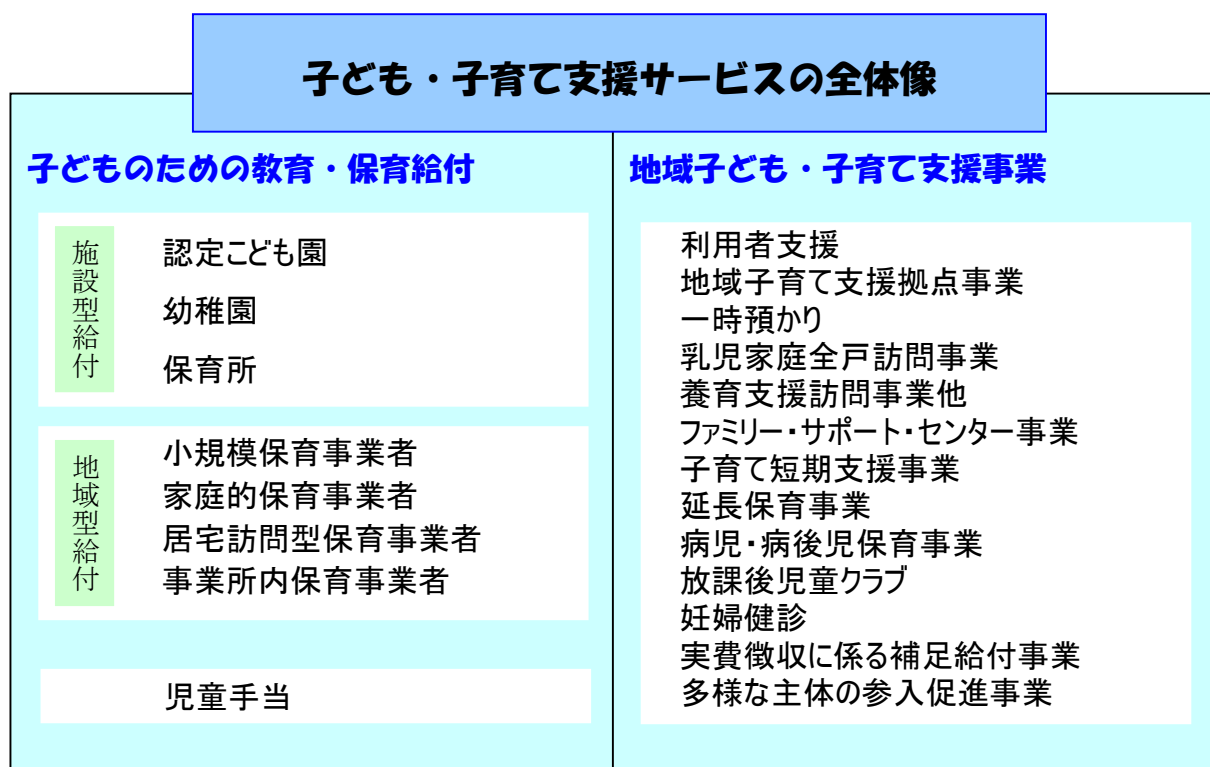 子ども・子育て支援サービスの全体像
子どものための教育・保育給付
施設型給付
認定こども園
幼稚園
保育所
地域型給付
小規模保育事業者
家庭的保育事業者
居宅訪問型保育事業者
事業所内保育事業者
児童手当
地域子ども・子育て支援事業
利用者支援
地域子育て支援拠点事業
一時預かり
乳児家庭全戸訪問事業
養育支援訪問事業他
ファミリー・サポート・センター事業
子育て短期支援事業
延長保育事業
病児・病後児保育事業
放課後児童クラブ
妊婦健診
実費徴収に係る補足給付事業
多様な主体の参入促進事業